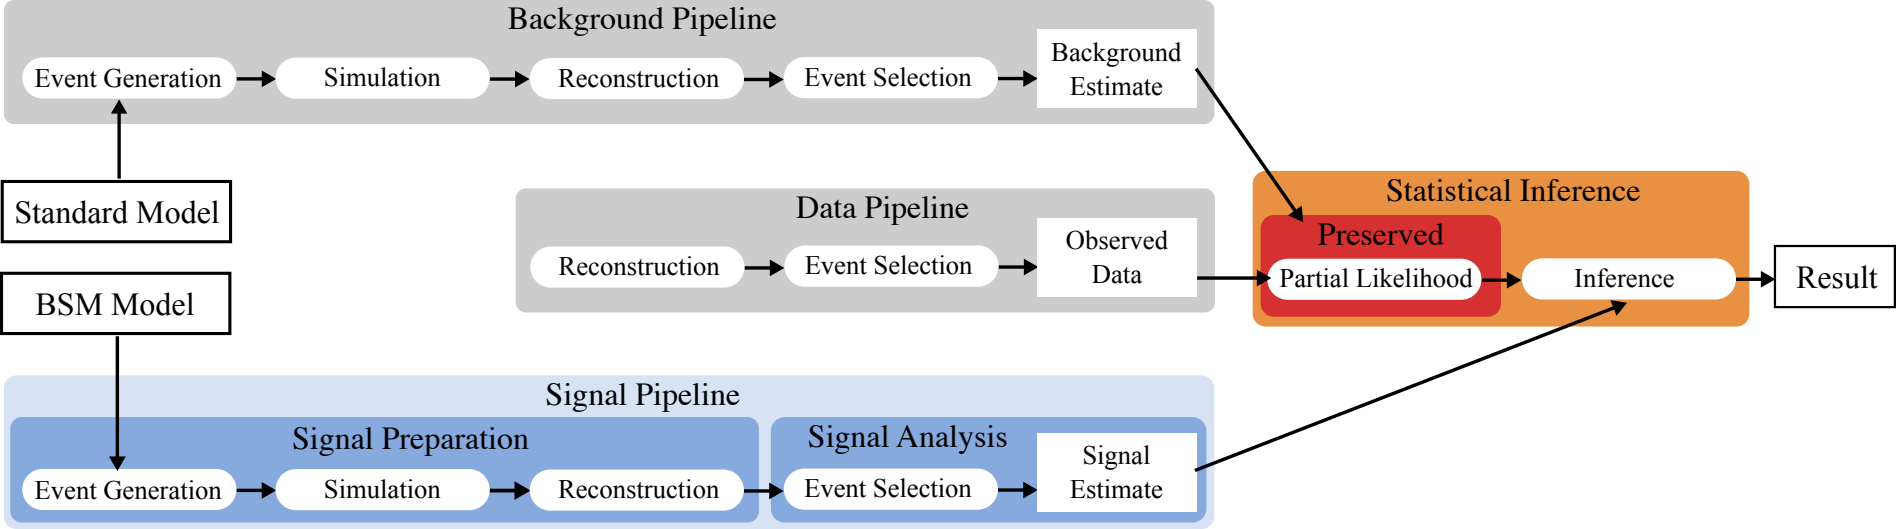 Background Pipeline
Event Generation
Simulation
Reconstruction
Event Selection
Background
Estimate
Standard Model
Data Pipeline
Reconstruction
Event Selection
Observed
Data
Statistical Inference
Preserved
Partial Likelihood
Inference
Result
BSM Model
Signal Pipeline
Signal Preparation
Event Generation
Simulation
Reconstruction
Signal Analysis
Event Selection
Signal
Estimate